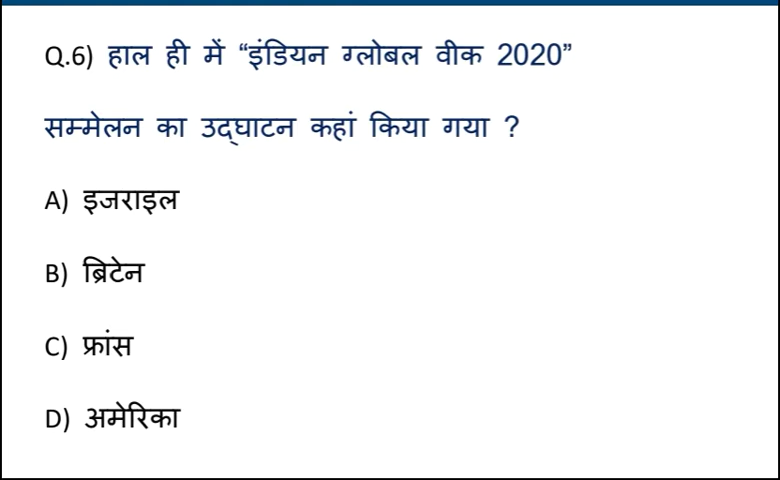 Q.6) हाल ही में “इंडियन ग्लोबल वीक 2020”
सम्मेलन का उद्घाटन कहां किया गया ?
A) इजराइल
B) ब्रिटेन
C) फ्रांस
D) अमेरिका